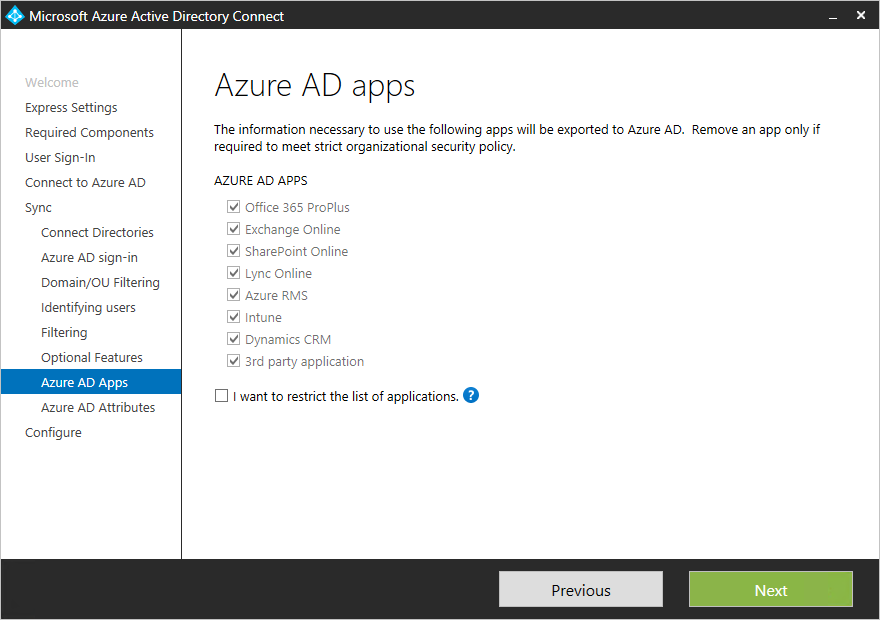 Microsoft Azure Active Directory Connect
Welcome
Express Settings
Required Components
User Sign-In
Connect to Azure AD
Sync
Connect Directories
Azure AD sign-in
Domain/OU Filtering
Identifying users
Filtering
Optional Features
Azure AD Apps
Azure AD Attributes
Configure
Azure AD apps
The information necessary to use the following apps will be exported to Azure AD.  Remove an app only if
required to meet strict organizational security policy.
AZURE AD APPS
Office 365 ProPlus
Exchange Online
SharePoint Online
Lync Online
Azure RMS
Intune
Dynamics CRM
3rd party application
I want to restrict the list of applications. ?
Previous
Next